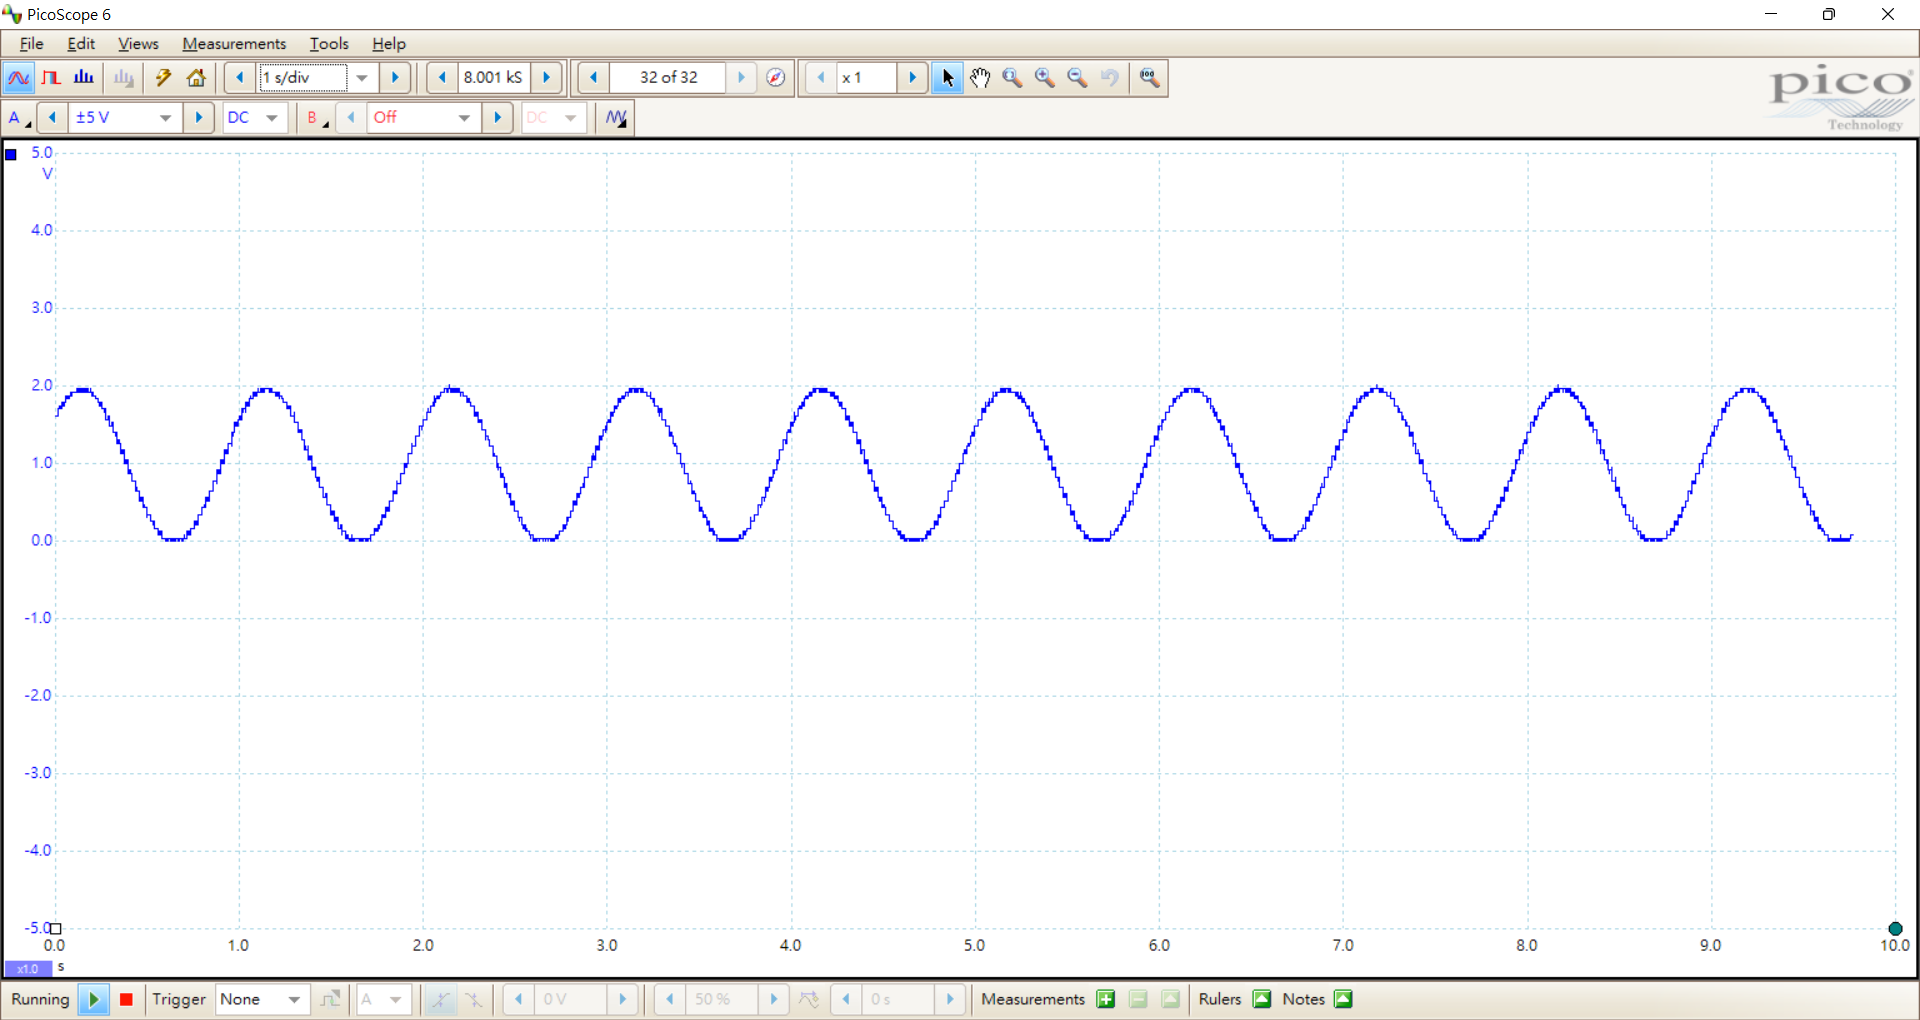 PicoScope 6
File Edit Views Measurements Tools Help
1 s/div 8.001 kS 32 of 32 x 1
pico
Technology
A ±5 V DC B Off DC
5.0
V
4.0
3.0
2.0
1.0
0.0
-1.0
-2.0
-3.0
-4.0
-5.0
0.0 1.0 2.0 3.0 4.0 5.0 6.0 7.0 8.0 9.0 10.0
x1.0 s
Running Trigger None A 0 V 50 % 0 s Measurements Rulers Notes